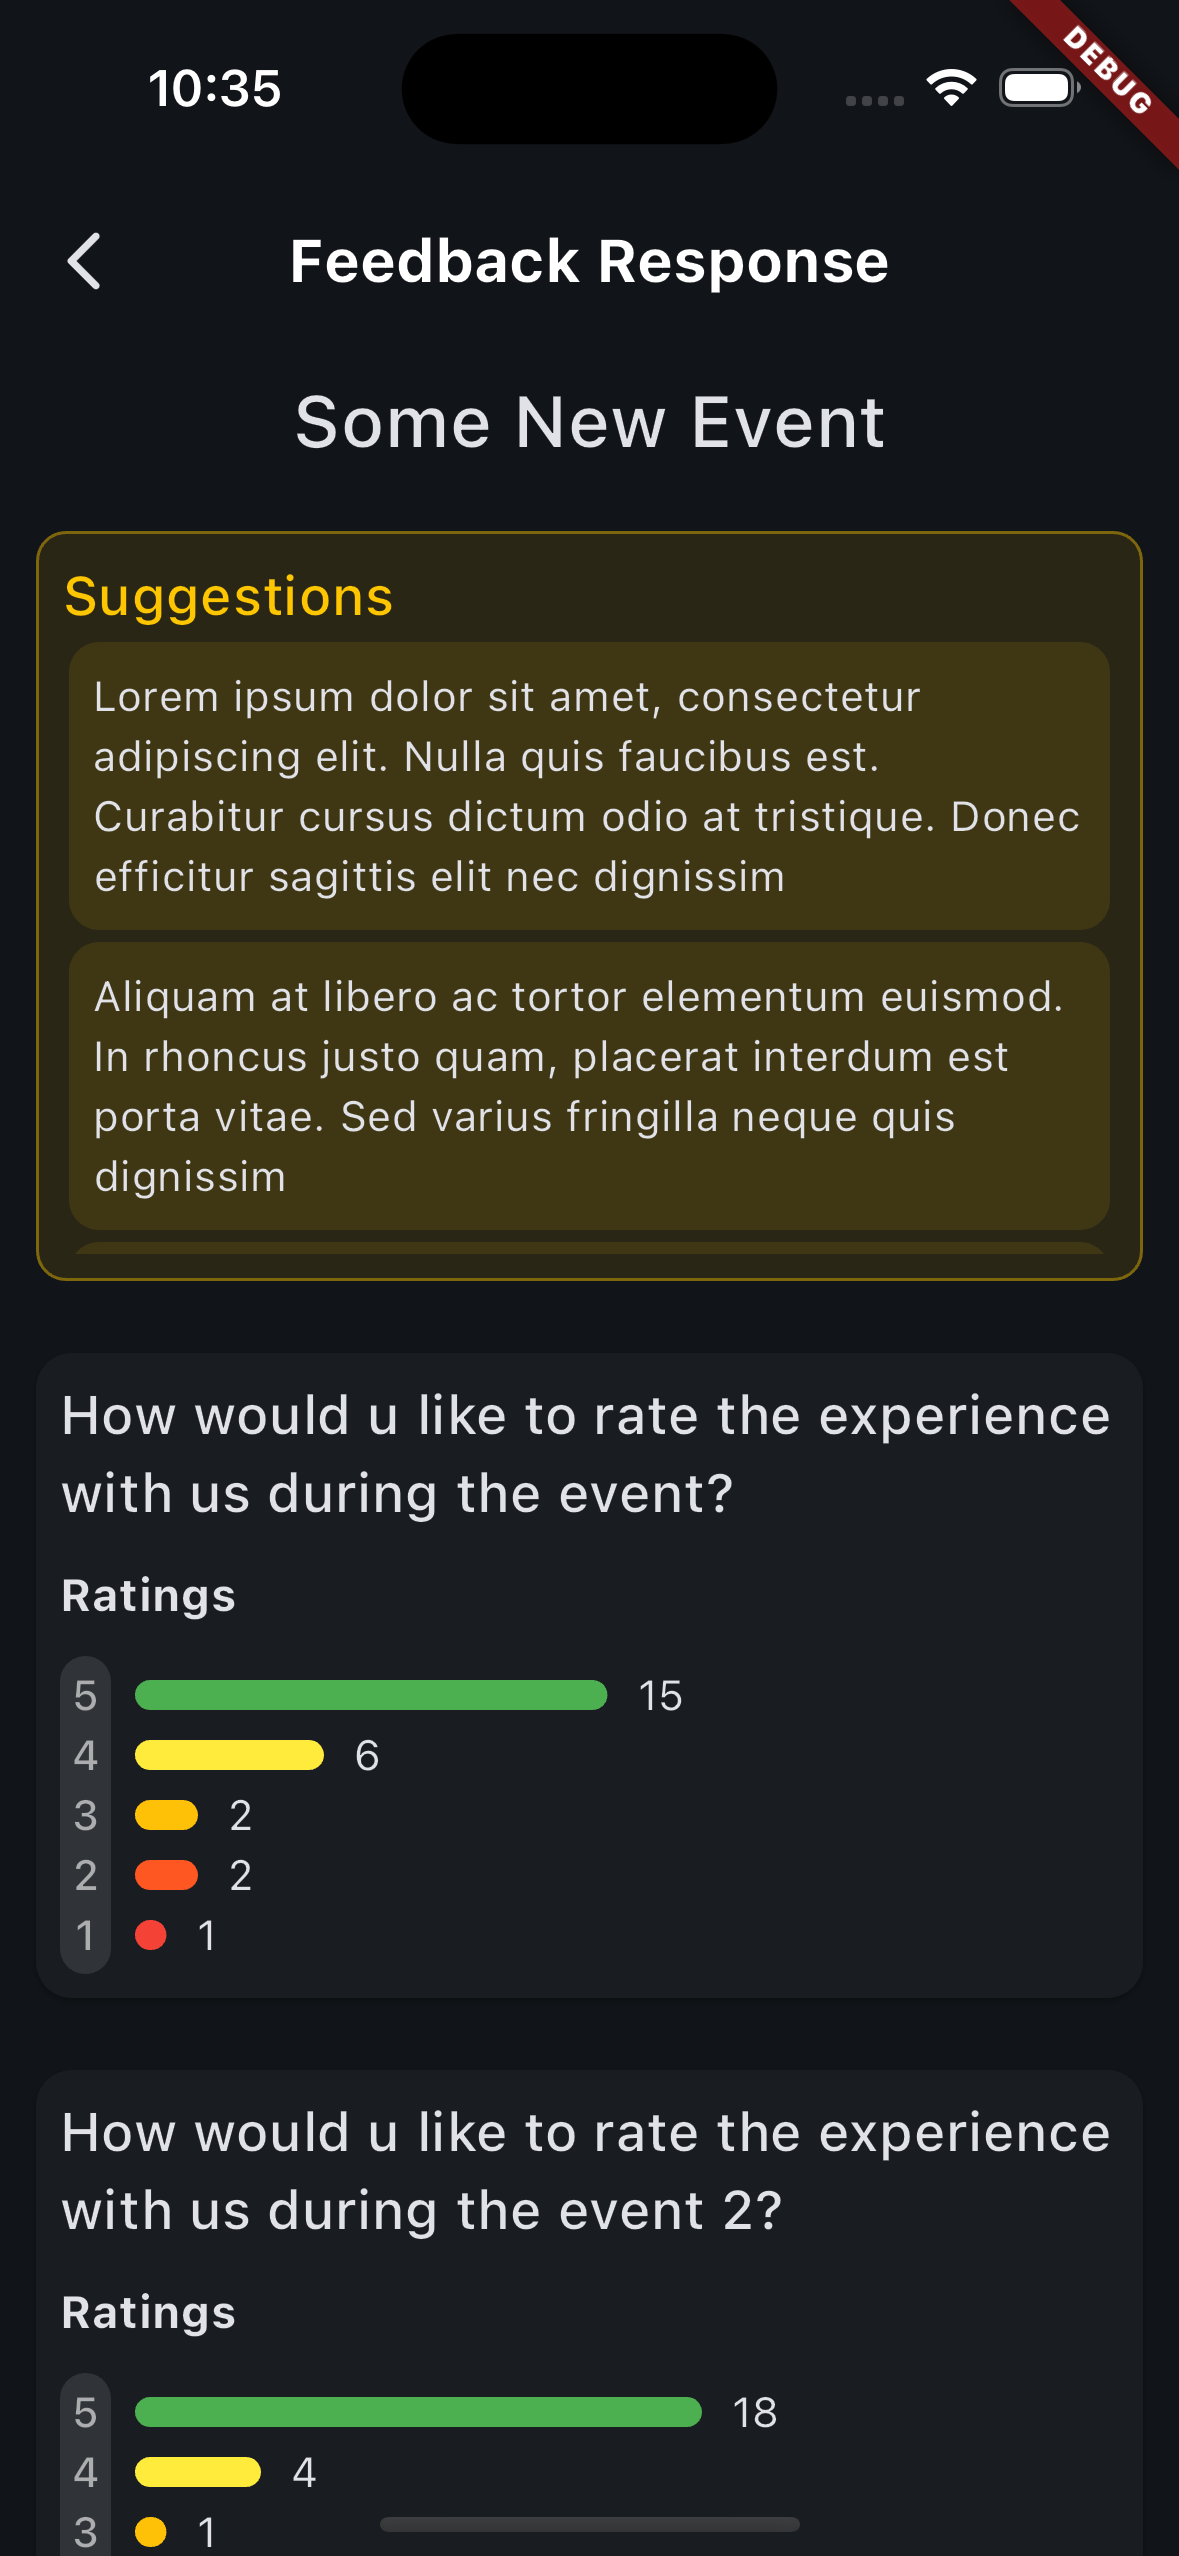 10:35
DEBUG
Feedback Response
Some New Event
Suggestions
Lorem ipsum dolor sit amet, consectetur
adipiscing elit. Nulla quis faucibus est.
Curabitur cursus dictum odio at tristique. Donec
efficitur sagittis elit nec dignissim
Aliquam at libero ac tortor elementum euismod.
In rhoncus justo quam, placerat interdum est
porta vitae. Sed varius fringilla neque quis
dignissim
How would u like to rate the experience
with us during the event?
Ratings
5 15
4 6
3 2
2 2
1 1
How would u like to rate the experience
with us during the event 2?
Ratings
5 18
4 4
3 1